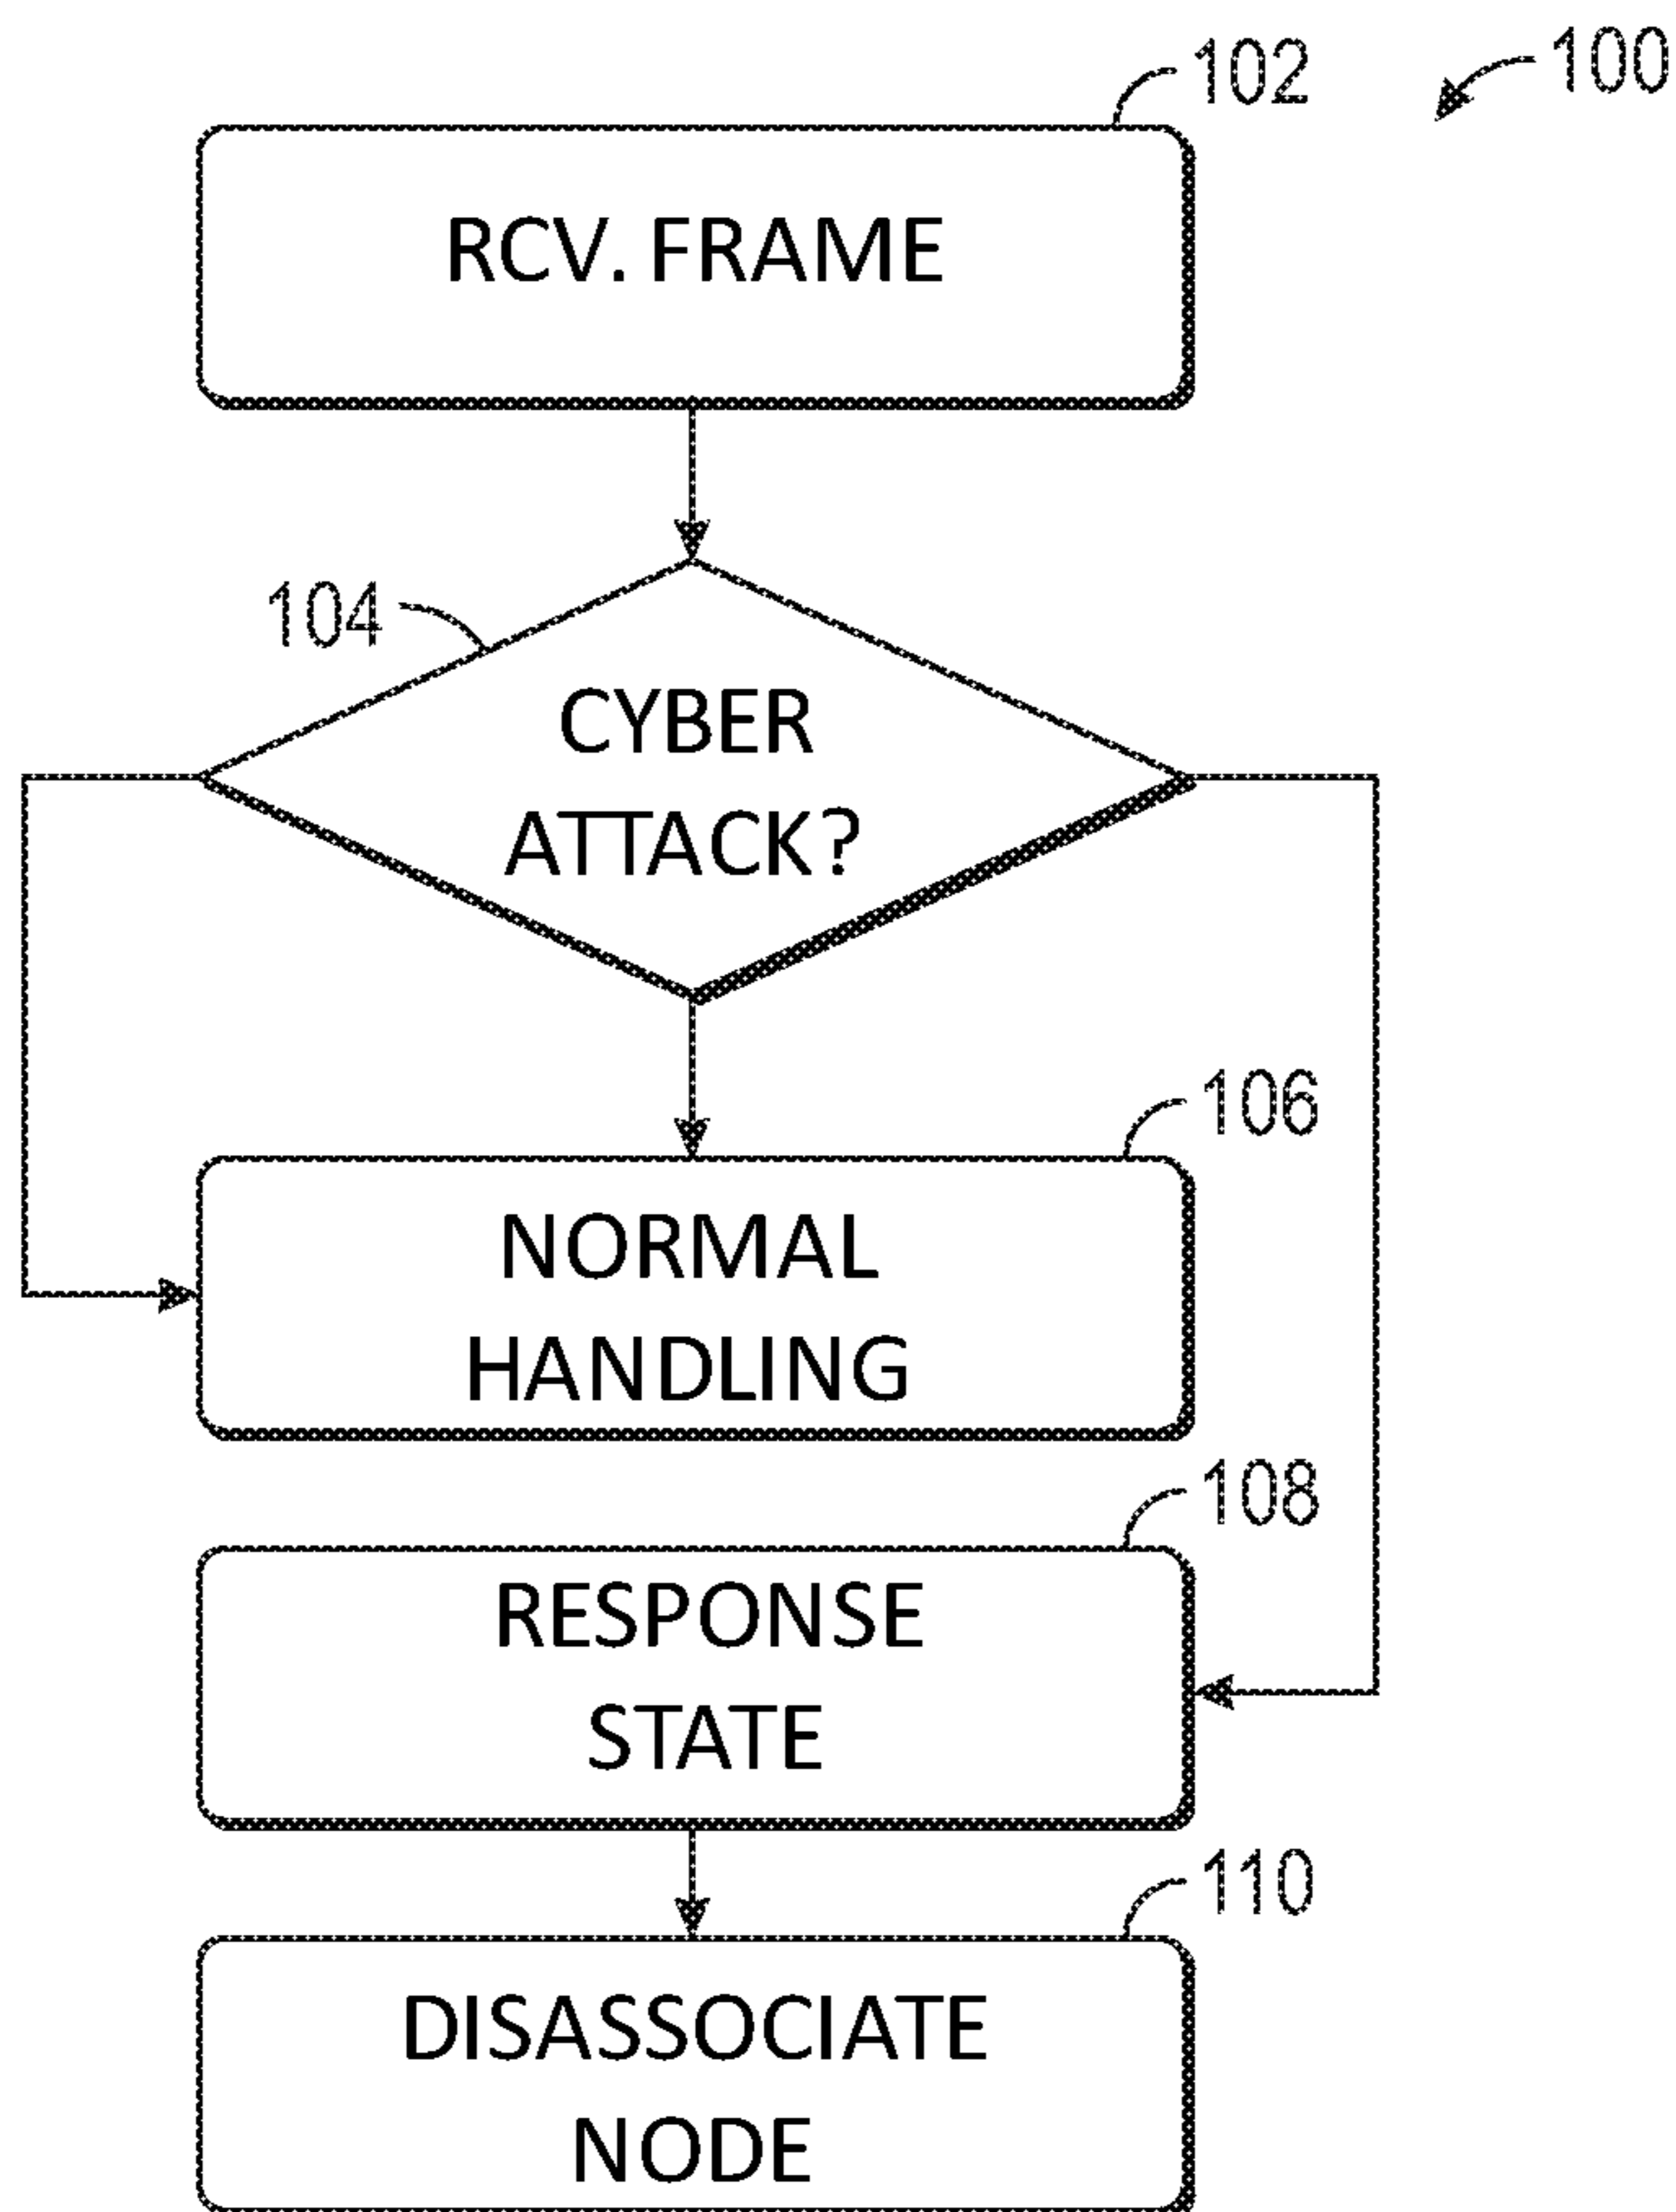 102
100
RCV. FRAME
104
CYBER
ATTACK?
106
NORMAL
HANDLING
108
RESPONSE
STATE
110
DISASSOCIATE
NODE